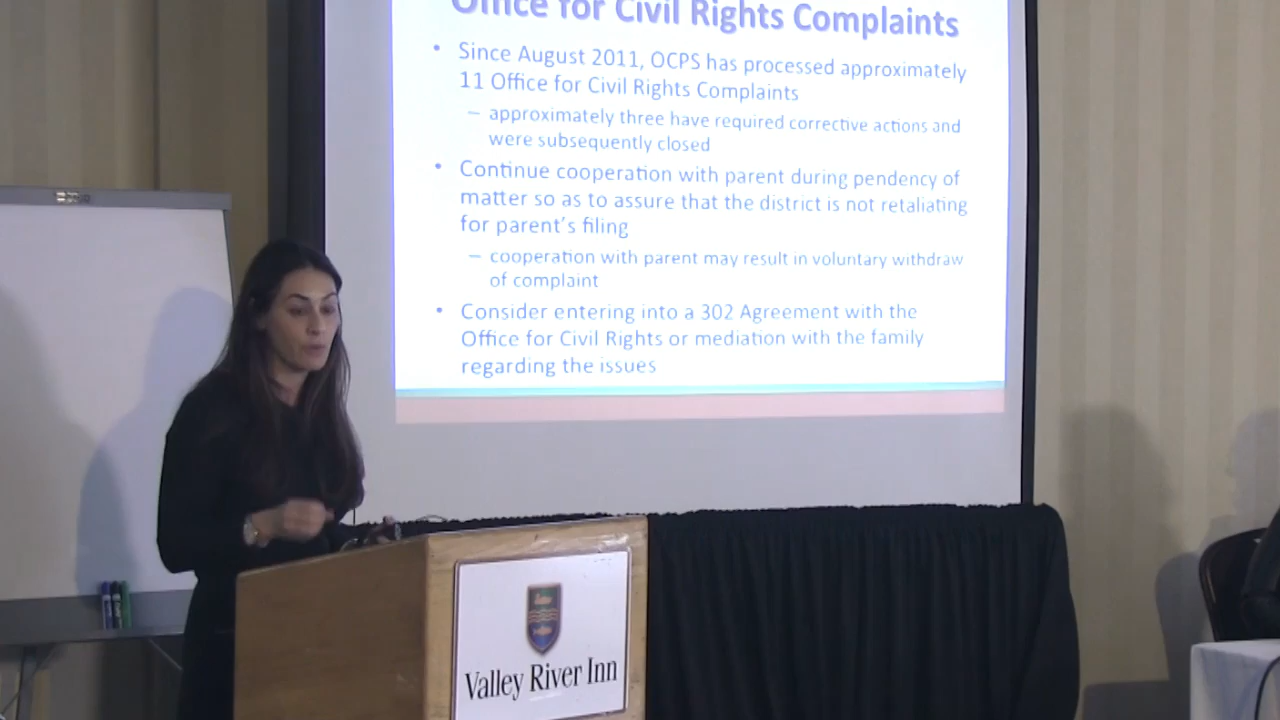 Office for Civil Rights Complaints
• Since August 2011, OCPS has processed approximately
11 Office for Civil Rights Complaints
– approximately three have required corrective actions and
were subsequently closed
• Continue cooperation with parent during pendency of
matter so as to assure that the district is not retaliating
for parent's filing
– cooperation with parent may result in voluntary withdraw
of complaint
• Consider entering into a 302 Agreement with the
Office for Civil Rights or mediation with the family
regarding the issues
Valley River Inn